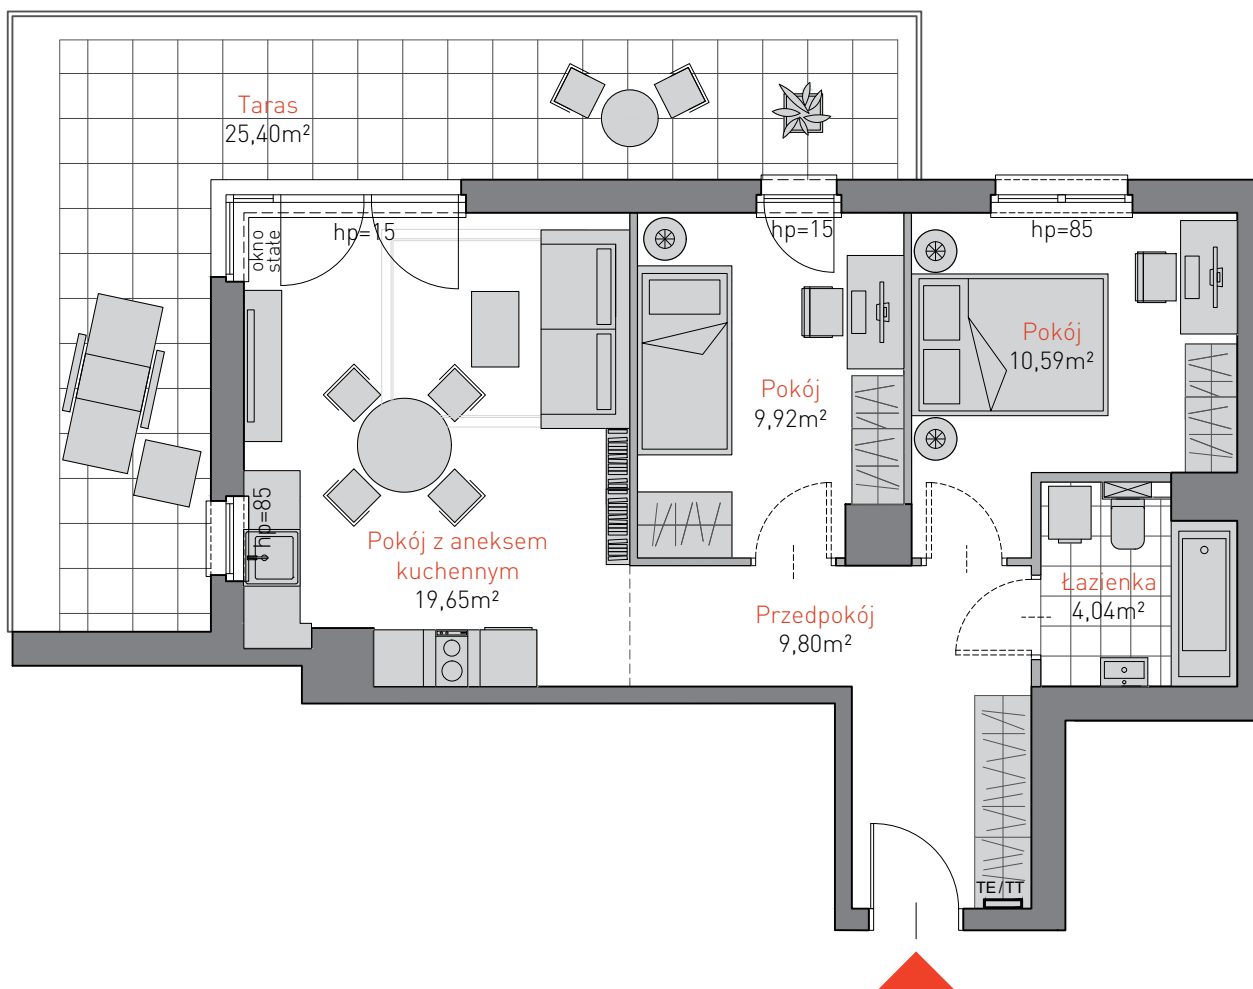 Taras
25,40m²
okno
stałe
hp=15
hp=15
hp=85
Pokój
10,59m²
Pokój
9,92m²
hp=85
Pokój z aneksem
kuchennym
19,65m²
Łazienka
4,04m²
Przedpokój
9,80m²
TE/TT